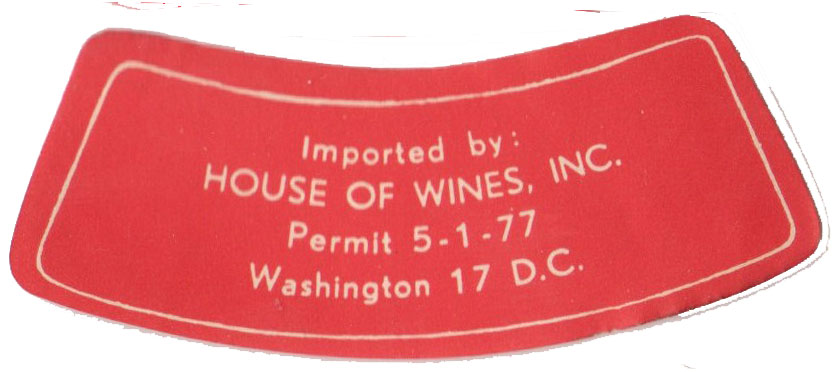 Imported by:
HOUSE OF WINES, INC.
Permit 5-1-77
Washington 17 D.C.